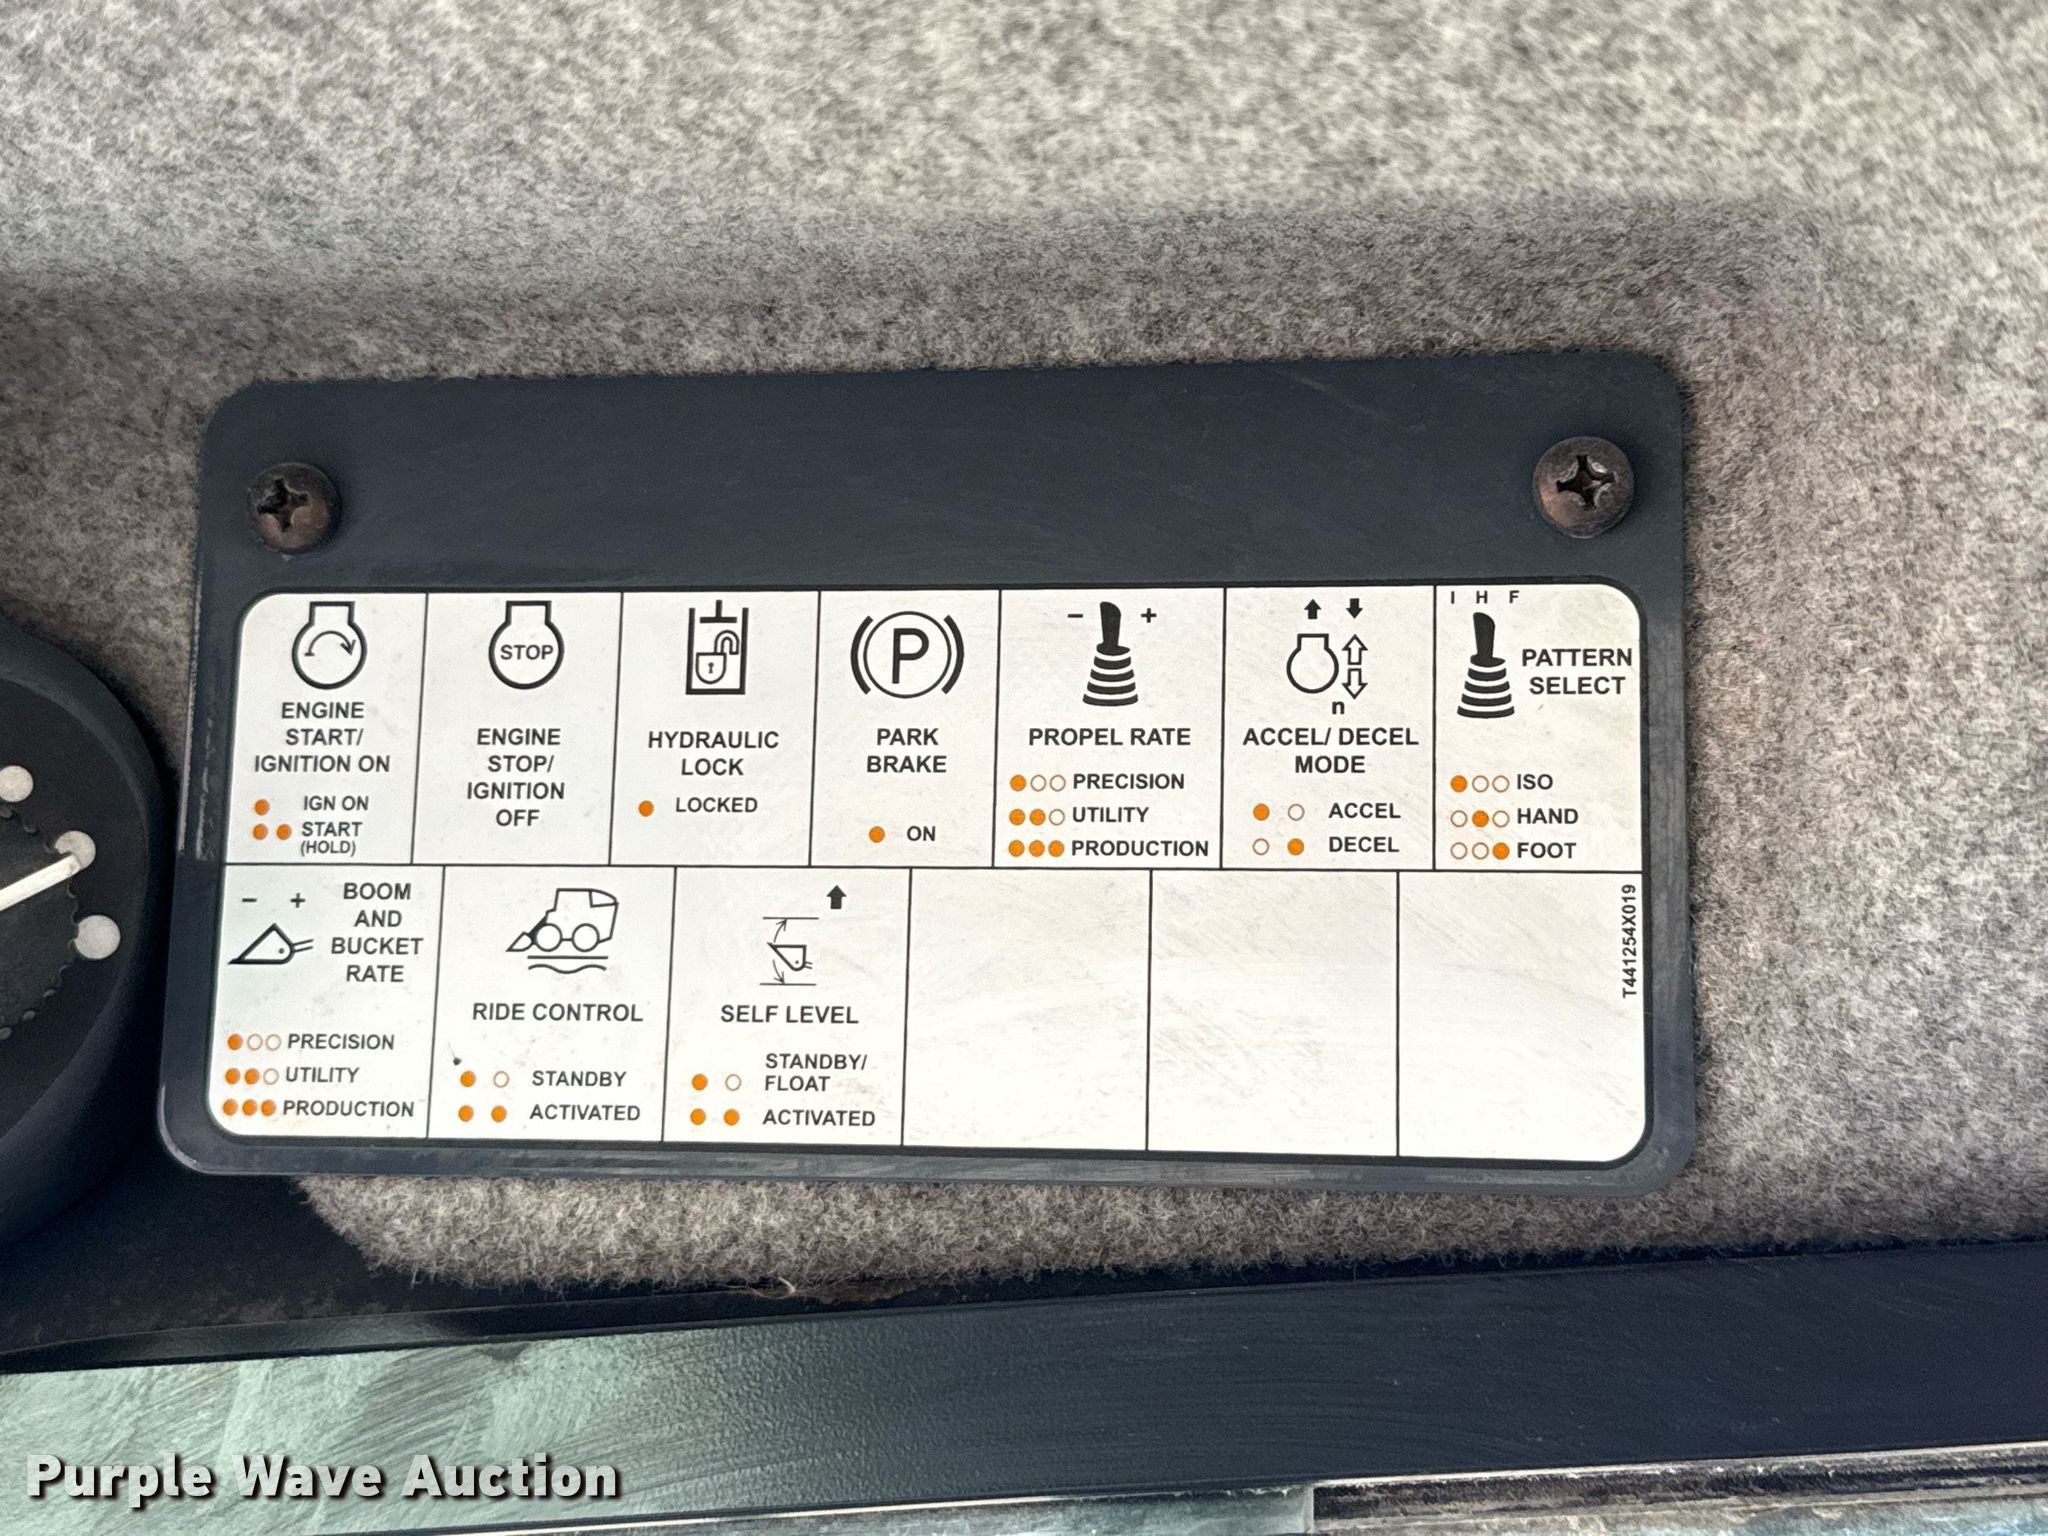 ENGINE
START/
IGNITION ON
IGN ON
START
(HOLD)
STOP
ENGINE
STOP/
IGNITION
OFF
HYDRAULIC
LOCK
LOCKED
P
PARK
BRAKE
ON
- +
PROPEL RATE
PRECISION
UTILITY
PRODUCTION
n
ACCEL/ DECEL
MODE
ACCEL
DECEL
I H F
PATTERN
SELECT
ISO
HAND
FOOT
- +
BOOM
AND
BUCKET
RATE
PRECISION
UTILITY
PRODUCTION
RIDE CONTROL
STANDBY
ACTIVATED
SELF LEVEL
STANDBY/
FLOAT
ACTIVATED
T441254X019
Purple Wave Auction